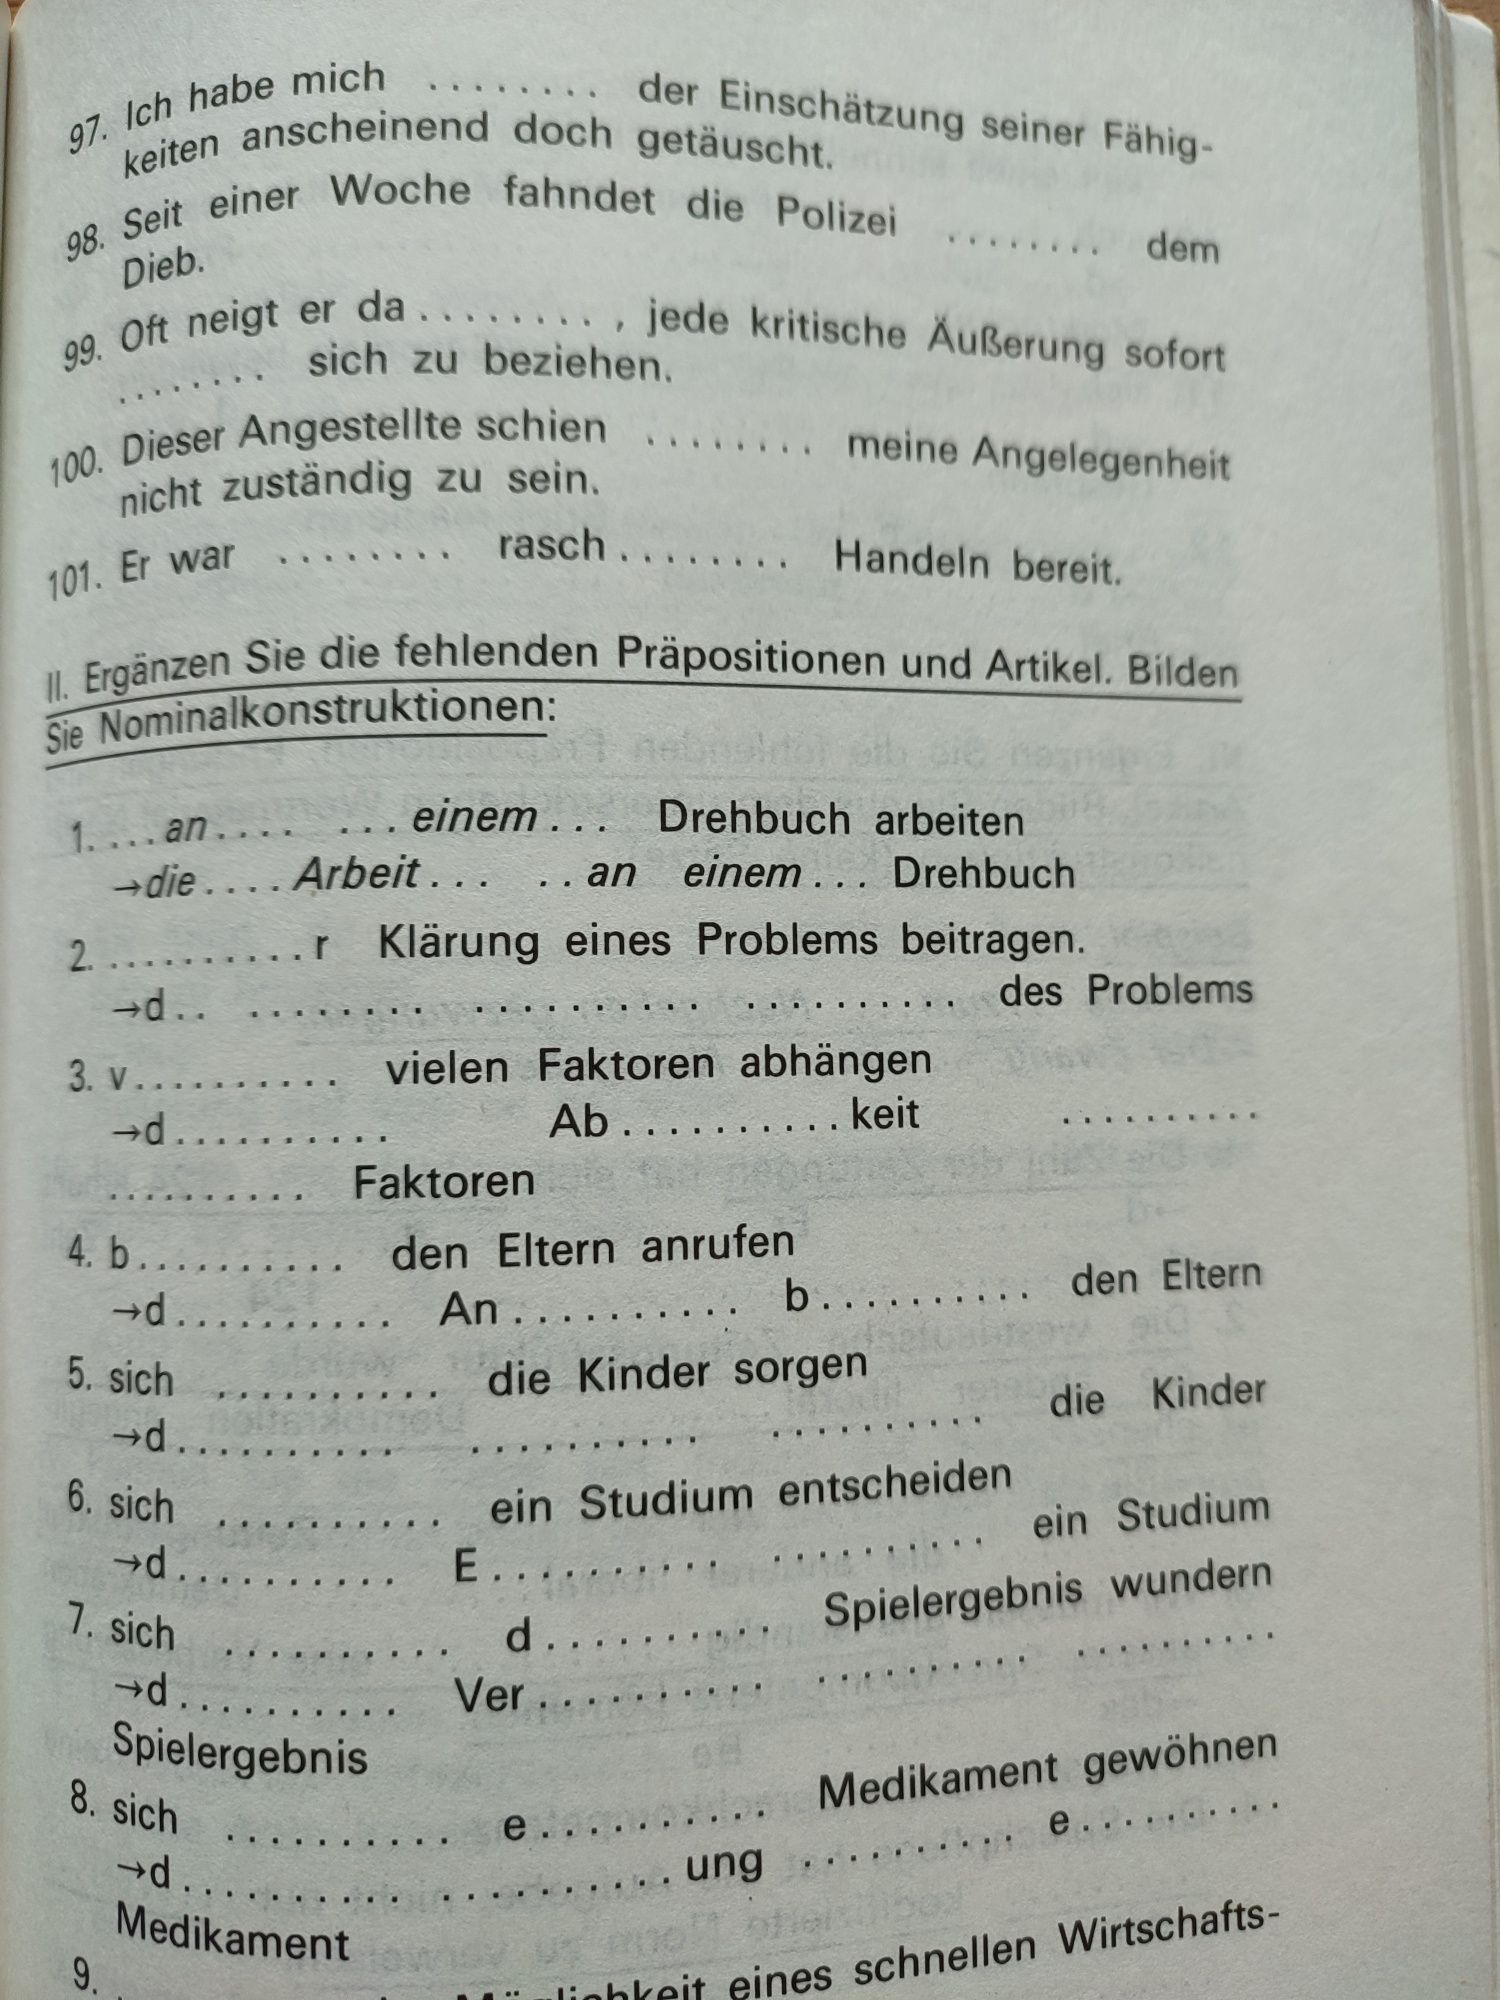 97. Ich habe mich ........ der Einschätzung seiner Fähig-
keiten anscheinend doch getäuscht.
98. Seit einer Woche fahndet die Polizei ........ dem
Dieb.
99. Oft neigt er da ........ , jede kritische Äußerung sofort
........ sich zu beziehen.
100. Dieser Angestellte schien ........ meine Angelegenheit
nicht zuständig zu sein.
101. Er war ........ rasch ........ Handeln bereit.
II. Ergänzen Sie die fehlenden Präpositionen und Artikel. Bilden
Sie Nominalkonstruktionen:
1. ... an .... ... einem ... Drehbuch arbeiten
→die .... Arbeit ... .. an einem ... Drehbuch
2. .......... r Klärung eines Problems beitragen.
→d .. ........ .......... .......... des Problems
3. v .......... vielen Faktoren abhängen
→d .......... Ab .......... keit ..........
.......... Faktoren
4. b .......... den Eltern anrufen
→d .......... An .......... b .......... den Eltern
5. sich .......... die Kinder sorgen
→d .......... .......... .......... die Kinder
6. sich .......... ein Studium entscheiden
→d .......... E .......... .......... ein Studium
7. sich .......... d .......... Spielergebnis wundern
→d .......... Ver .......... .......... ..........
Spielergebnis
8. sich .......... e .......... Medikament gewöhnen
→d .......... .......... ung .......... e ..........
Medikament
9. eines schnellen Wirtschafts-